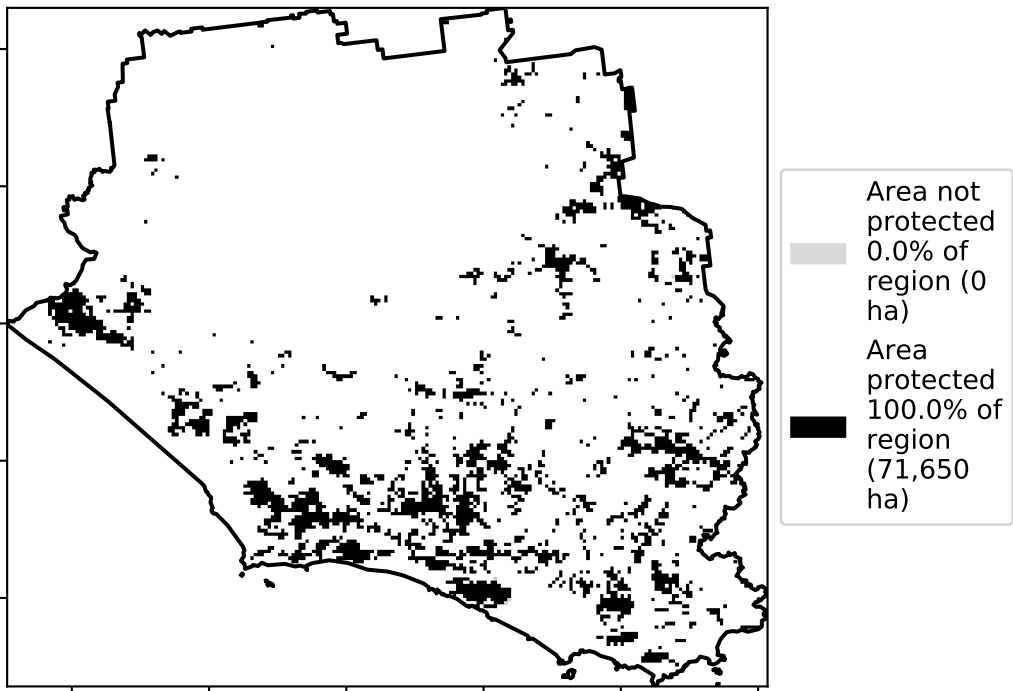 Area not
protected
0.0% of
region (0
ha)
Area
protected
100.0% of
region
(71,650
ha)